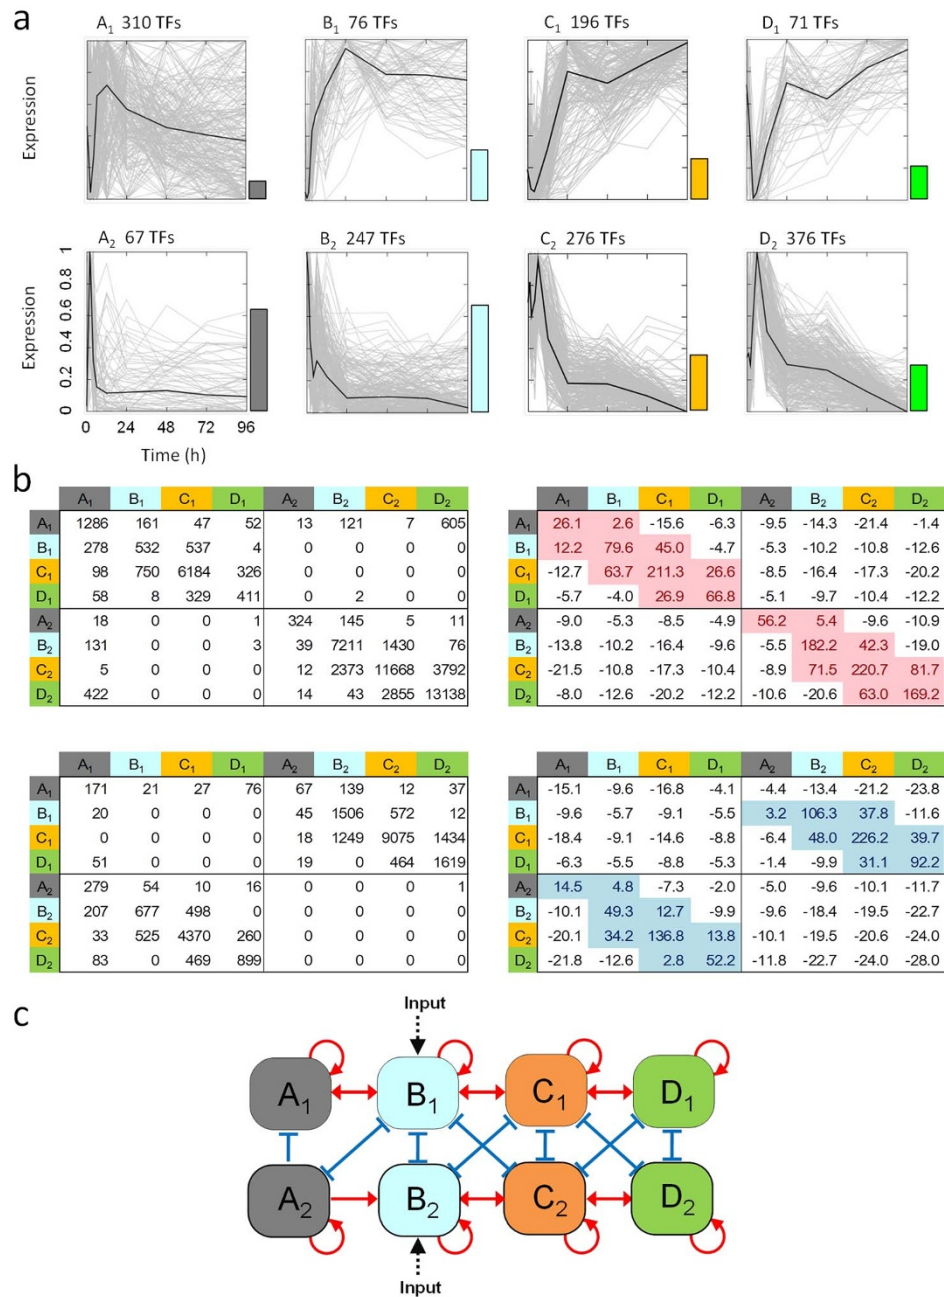 a
A1 310 TFs B1 76 TFs C1 196 TFs D1 71 TFs
Expression
A2 67 TFs B2 247 TFs C2 276 TFs D2 376 TFs
Expression
1
0.8
0.6
0.4
0.2
0
0 24 48 72 96
Time (h)
b
A1 B1 C1 D1 A2 B2 C2 D2
A1 1286 161 47 52 13 121 7 605
B1 278 532 537 4 0 0 0 0
C1 98 750 6184 326 0 0 0 0
D1 58 8 329 411 0 2 0 0
A2 18 0 0 1 324 145 5 11
B2 131 0 0 3 39 7211 1430 76
C2 5 0 0 0 12 2373 11668 3792
D2 422 0 0 0 14 43 2855 13138
A1 B1 C1 D1 A2 B2 C2 D2
A1 26.1 2.6 -15.6 -6.3 -9.5 -14.3 -21.4 -1.4
B1 12.2 79.6 45.0 -4.7 -5.3 -10.2 -10.8 -12.6
C1 -12.7 63.7 211.3 26.6 -8.5 -16.4 -17.3 -20.2
D1 -5.7 -4.0 26.9 66.8 -5.1 -9.7 -10.4 -12.2
A2 -9.0 -5.3 -8.5 -4.9 56.2 5.4 -9.6 -10.9
B2 -13.8 -10.2 -16.4 -9.6 -5.5 182.2 42.3 -19.0
C2 -21.5 -10.8 -17.3 -10.4 -8.9 71.5 220.7 81.7
D2 -8.0 -12.6 -20.2 -12.2 -10.6 -20.6 63.0 169.2
A1 B1 C1 D1 A2 B2 C2 D2
A1 171 21 27 76 67 139 12 37
B1 20 0 0 0 45 1506 572 12
C1 0 0 0 0 18 1249 9075 1434
D1 51 0 0 0 19 0 464 1619
A2 279 54 10 16 0 0 0 1
B2 207 677 498 0 0 0 0 0
C2 33 525 4370 260 0 0 0 0
D2 83 0 469 899 0 0 0 0
A1 B1 C1 D1 A2 B2 C2 D2
A1 -15.1 -9.6 -16.8 -4.1 -4.4 -13.4 -21.2 -23.8
B1 -9.6 -5.7 -9.1 -5.5 3.2 106.3 37.8 -11.6
C1 -18.4 -9.1 -14.6 -8.8 -6.4 48.0 226.2 39.7
D1 -6.3 -5.5 -8.8 -5.3 -1.4 -9.9 31.1 92.2
A2 14.5 4.8 -7.3 -2.0 -5.0 -9.6 -10.1 -11.7
B2 -10.1 49.3 12.7 -9.9 -9.6 -18.4 -19.5 -22.7
C2 -20.1 34.2 136.8 13.8 -10.1 -19.5 -20.6 -24.0
D2 -21.8 -12.6 2.8 52.2 -11.8 -22.7 -24.0 -28.0
c
Input
A1 B1 C1 D1
A2 B2 C2 D2
Input